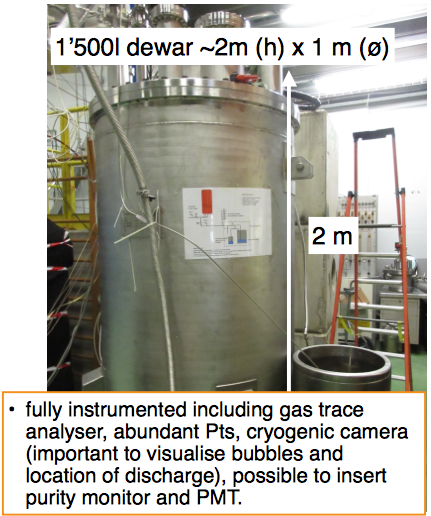 1'500l dewar ~2m (h) x 1 m (ø)
2 m
• fully instrumented including gas trace
analyser, abundant Pts, cryogenic camera
(important to visualise bubbles and
location of discharge), possible to insert
purity monitor and PMT.